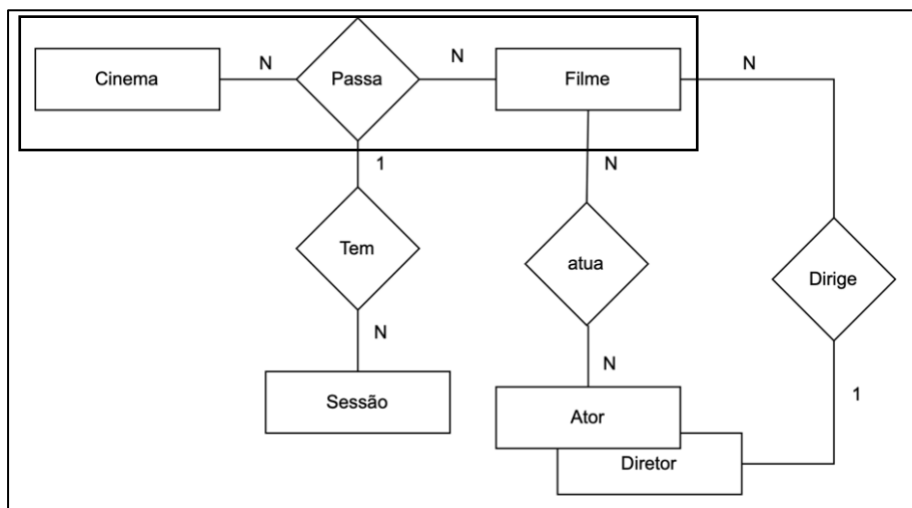 Cinema
N
Passa
N
Filme
N
1
N
Tem
atua
Dirige
N
N
1
Sessão
Ator
Diretor